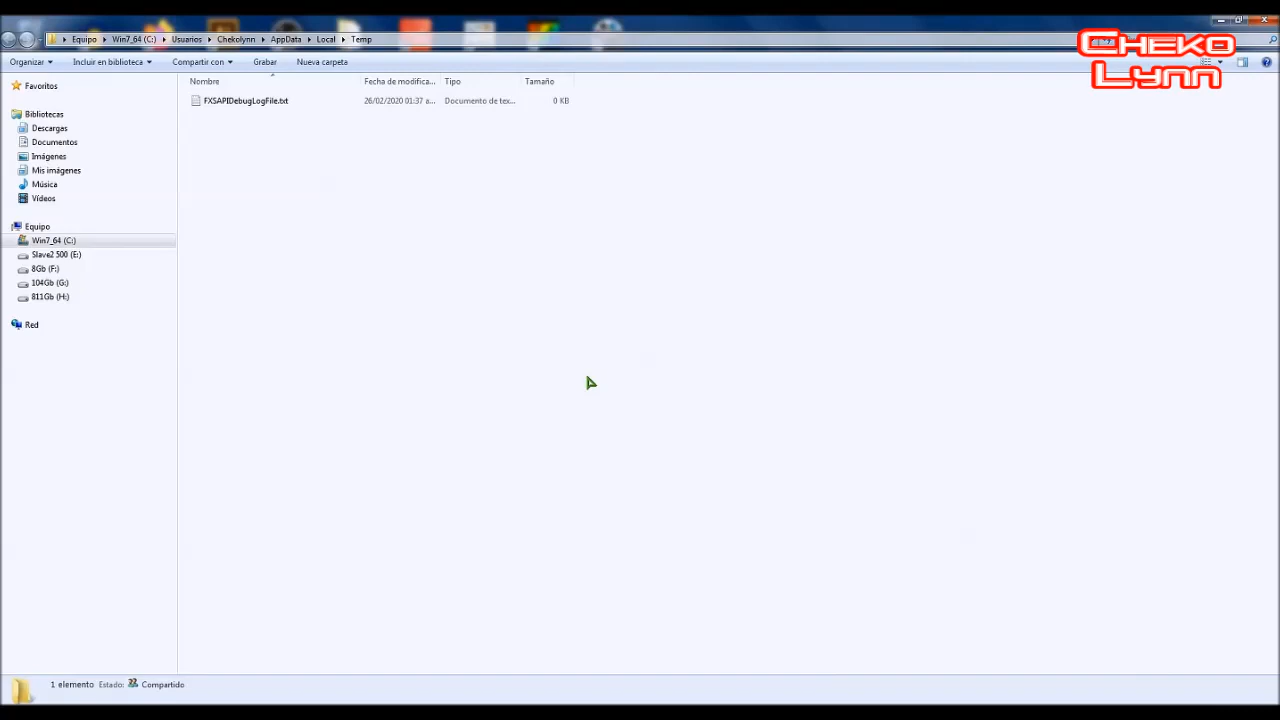 Equipo Win7_64 (C:) Usuarios Chekolynn AppData Local Temp
CHEKO
LYNN
Organizar Incluir en biblioteca Compartir con Grabar Nueva carpeta
Nombre Fecha de modifica... Tipo Tamaño
FXSAPIDebugLogFile.txt 26/02/2020 01:37 a... Documento de tex... 0 KB
Favoritos
Bibliotecas
Descargas
Documentos
Imágenes
Mis imágenes
Música
Vídeos
Equipo
Win7_64 (C:)
Slave2 500 (E:)
8Gb (F:)
104Gb (G:)
811Gb (H:)
Red
1 elemento Estado: Compartido